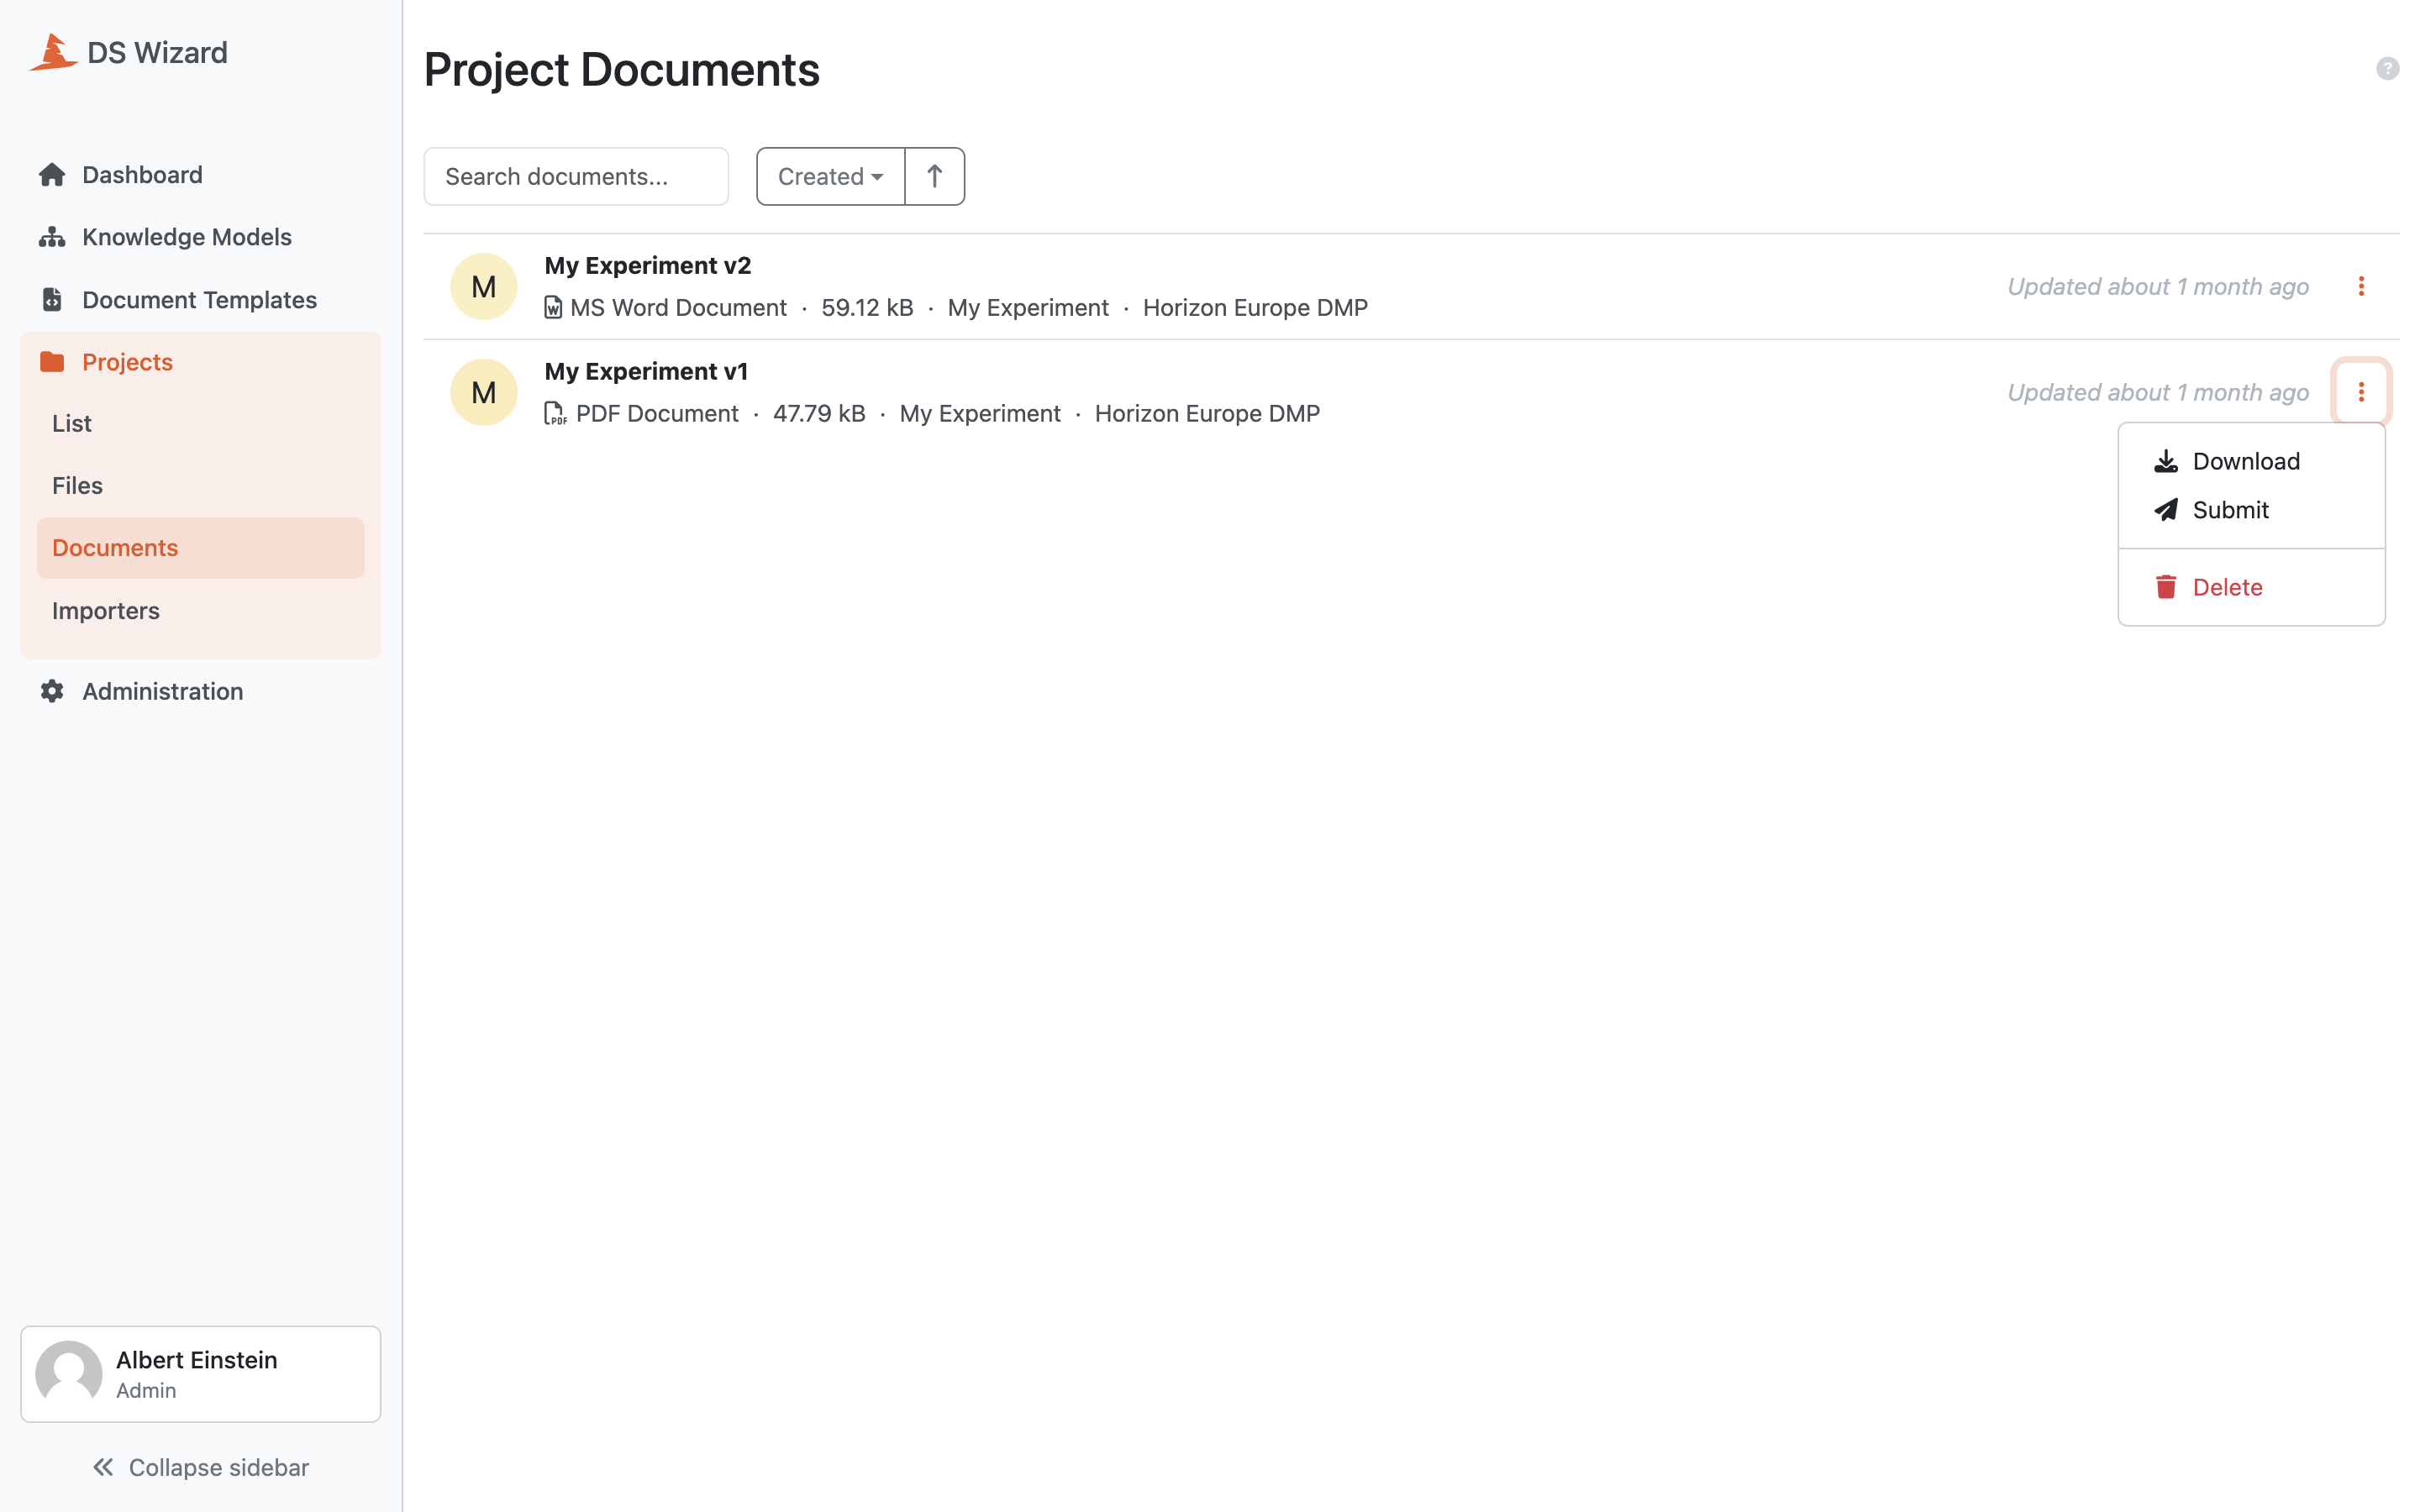 DS Wizard
Dashboard
Knowledge Models
Document Templates
Projects
List
Files
Documents
Importers
Administration
Albert Einstein
Admin
Collapse sidebar
Project Documents
?
Search documents...
Created
M
My Experiment v2
MS Word Document · 59.12 kB · My Experiment · Horizon Europe DMP
Updated about 1 month ago
M
My Experiment v1
PDF Document · 47.79 kB · My Experiment · Horizon Europe DMP
Updated about 1 month ago
Download
Submit
Delete